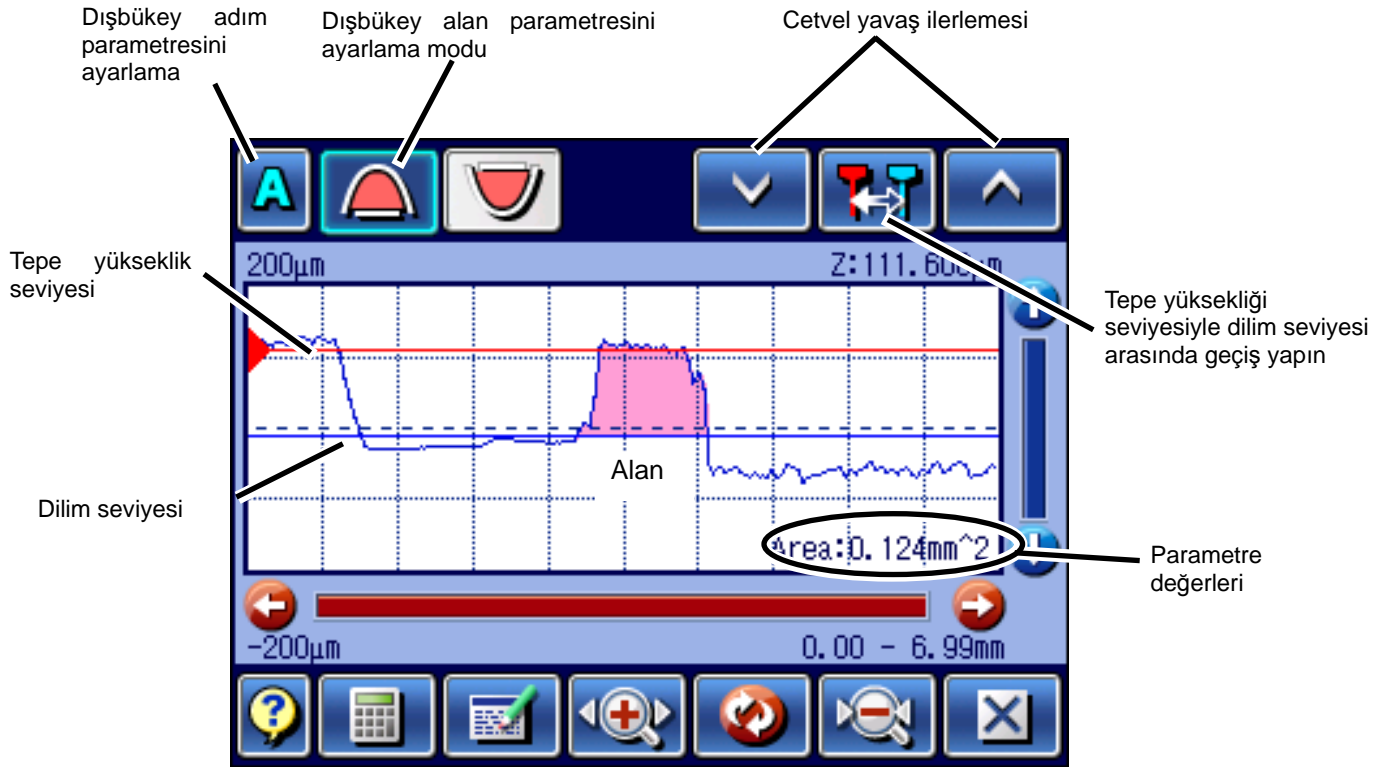 Dışbükey adım
parametresini
ayarlama
Dışbükey alan parametresini
ayarlama modu
Cetvel yavaş ilerlemesi
A
Tepe yükseklik
seviyesi
200µm
Z:111.600µm
Tepe yüksekliği
seviyesiyle dilim seviyesi
arasında geçiş yapın
Alan
Dilim seviyesi
Area:0.124mm^2
Parametre
değerleri
-200µm
0.00 - 6.99mm
?